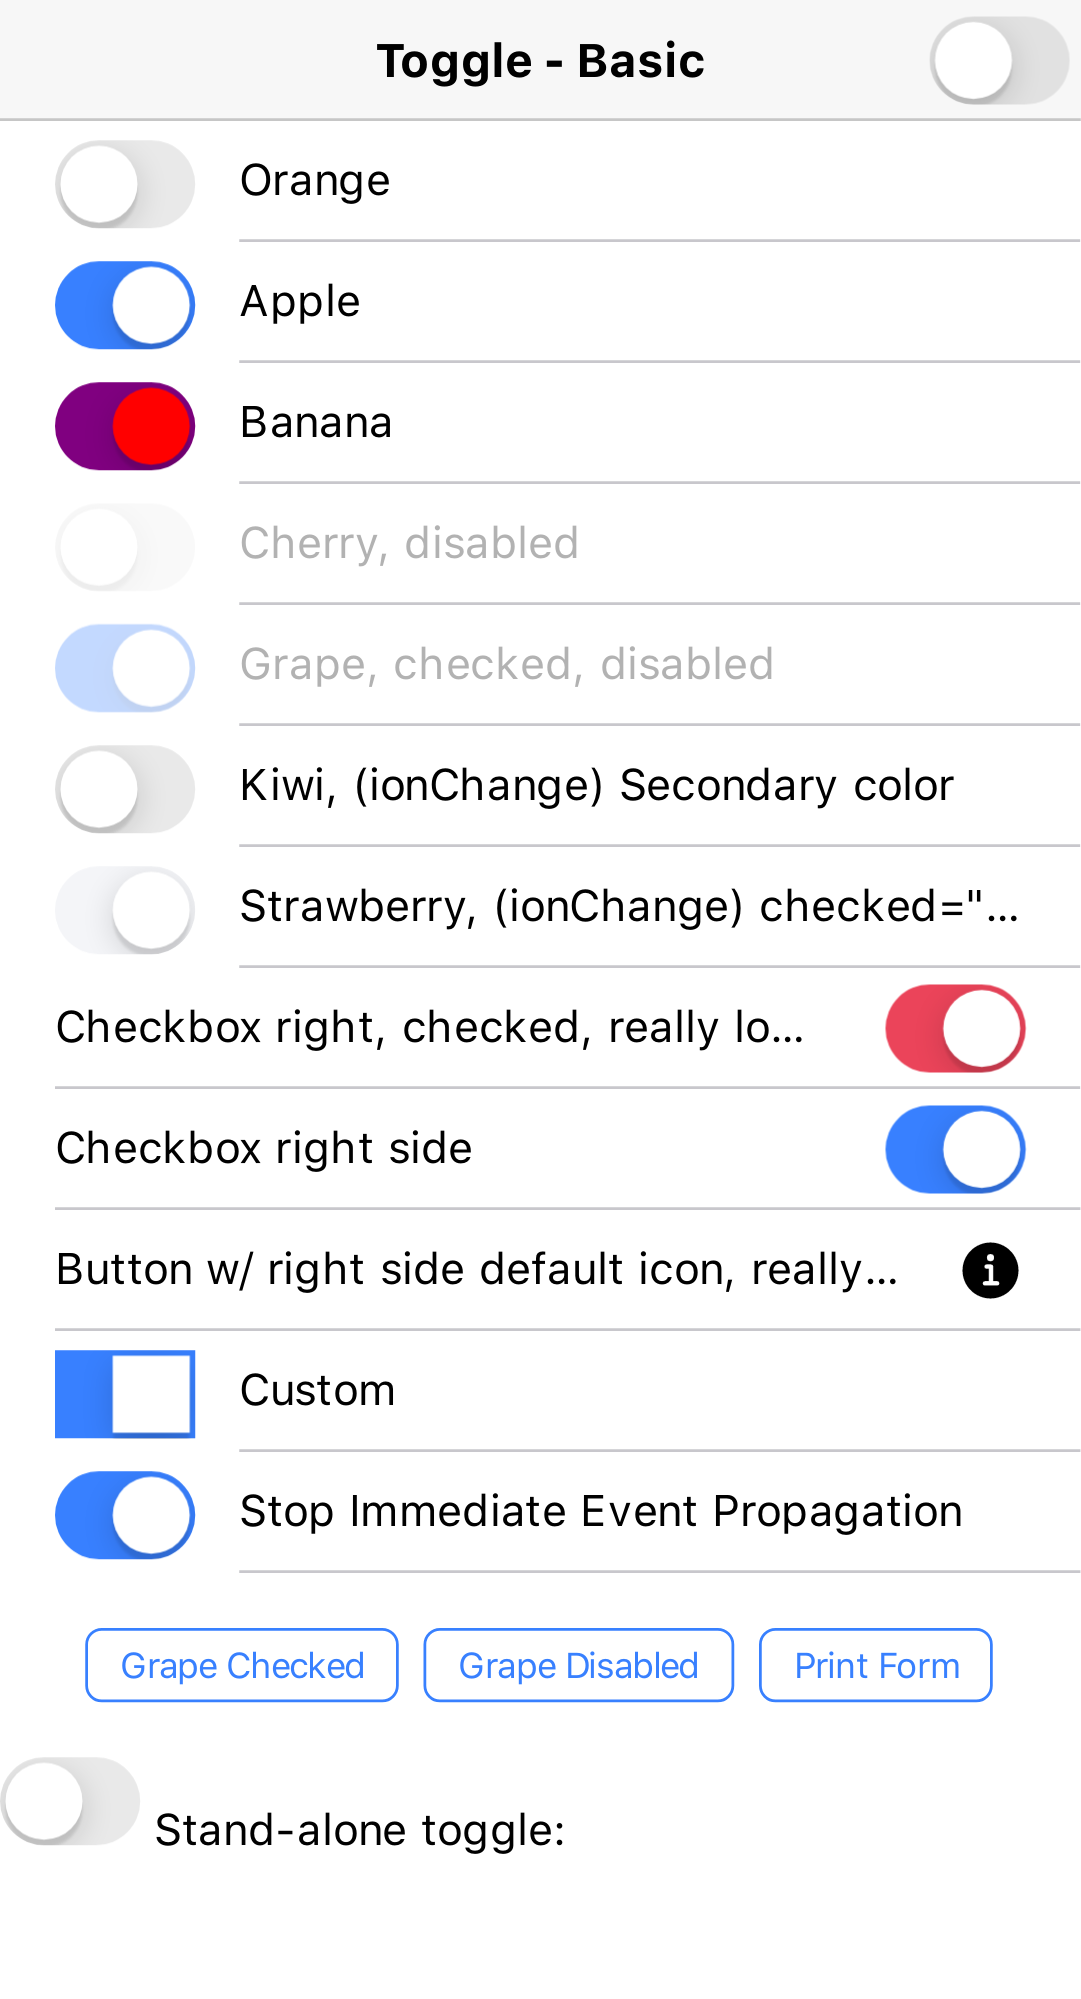 Toggle - Basic
Orange
Apple
Banana
Cherry, disabled
Grape, checked, disabled
Kiwi, (ionChange) Secondary color
Strawberry, (ionChange) checked="...
Checkbox right, checked, really lo...
Checkbox right side
Button w/ right side default icon, really...
Custom
Stop Immediate Event Propagation
Grape Checked Grape Disabled Print Form
Stand-alone toggle: